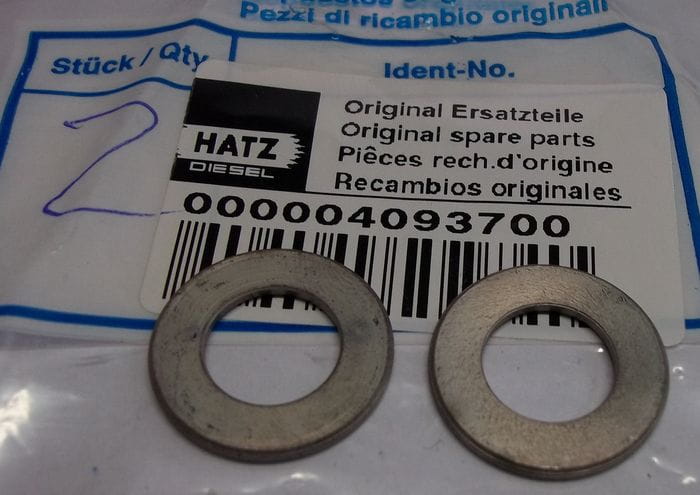 Pezzi di ricambio originali
Stück/Qty
Ident-No.
2
HATZ
DIESEL
Original Ersatzteile
Original spare parts
Pièces rech.d'origine
Recambios originales
000004093700